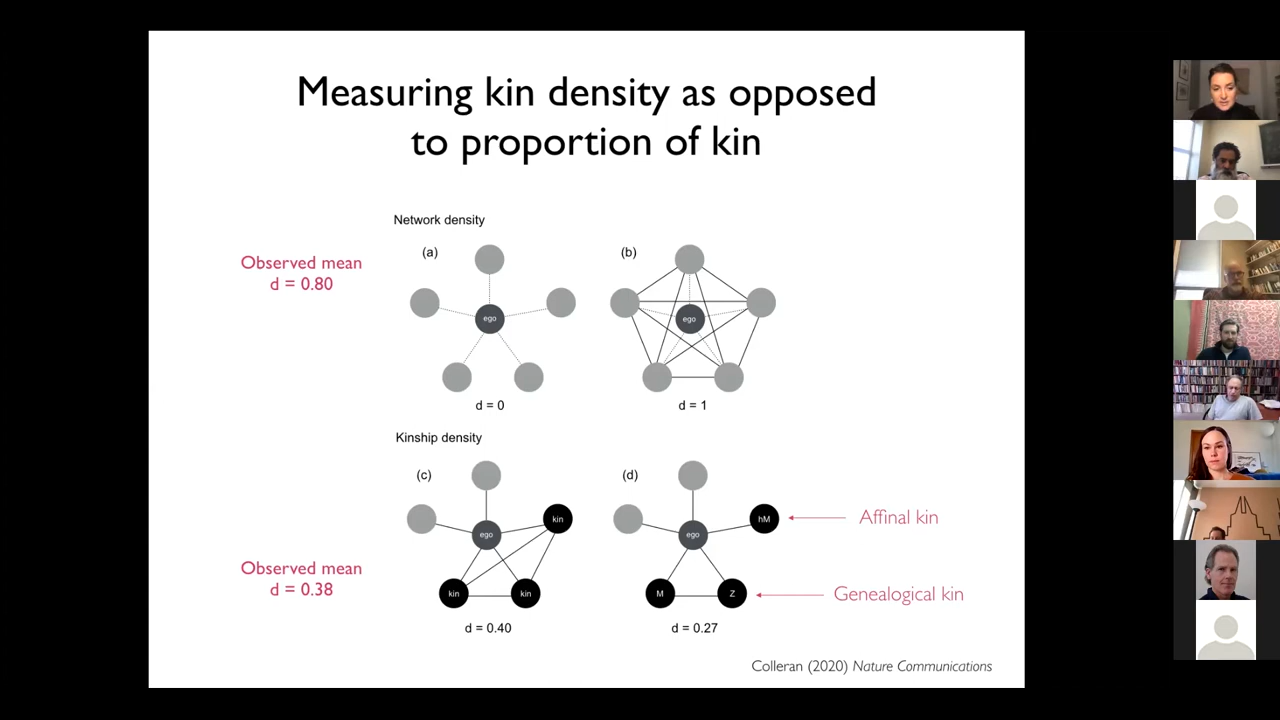 Measuring kin density as opposed
to proportion of kin
Network density
Observed mean
d = 0.80
(a)
ego
d = 0
(b)
ego
d = 1
Kinship density
Observed mean
d = 0.38
(c)
kin
ego
kin
kin
d = 0.40
(d)
hM
ego
M
Z
d = 0.27
Affinal kin
Genealogical kin
Colleran (2020) Nature Communications